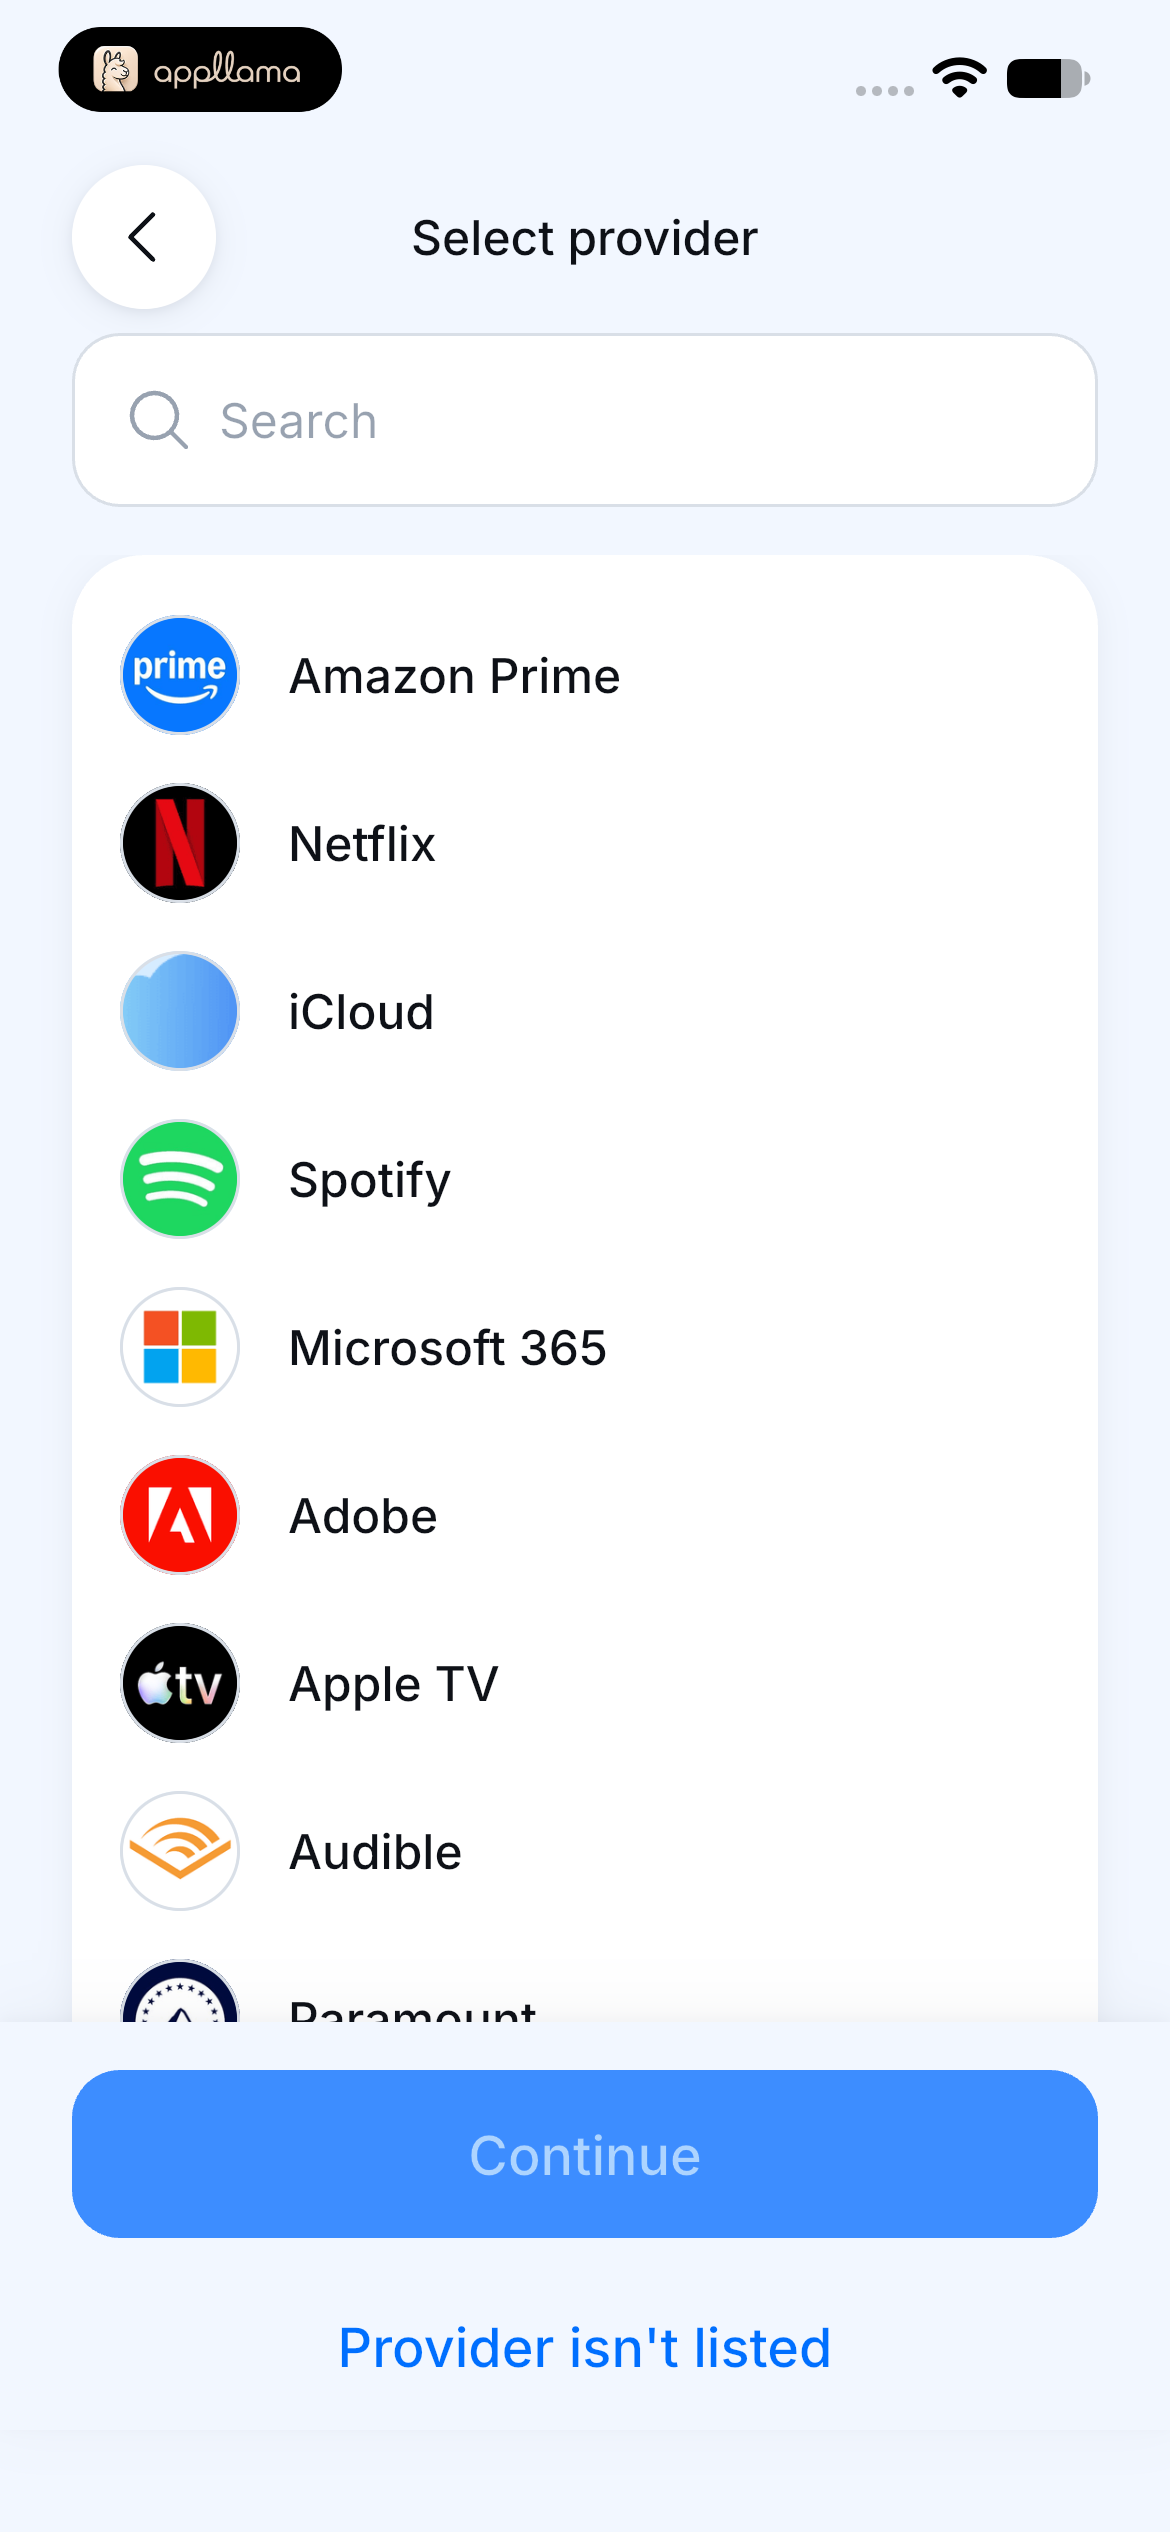 appllama
Select provider
Search
prime
Amazon Prime
Netflix
iCloud
Spotify
Microsoft 365
Adobe
tv
Apple TV
Audible
Paramount
Continue
Provider isn't listed